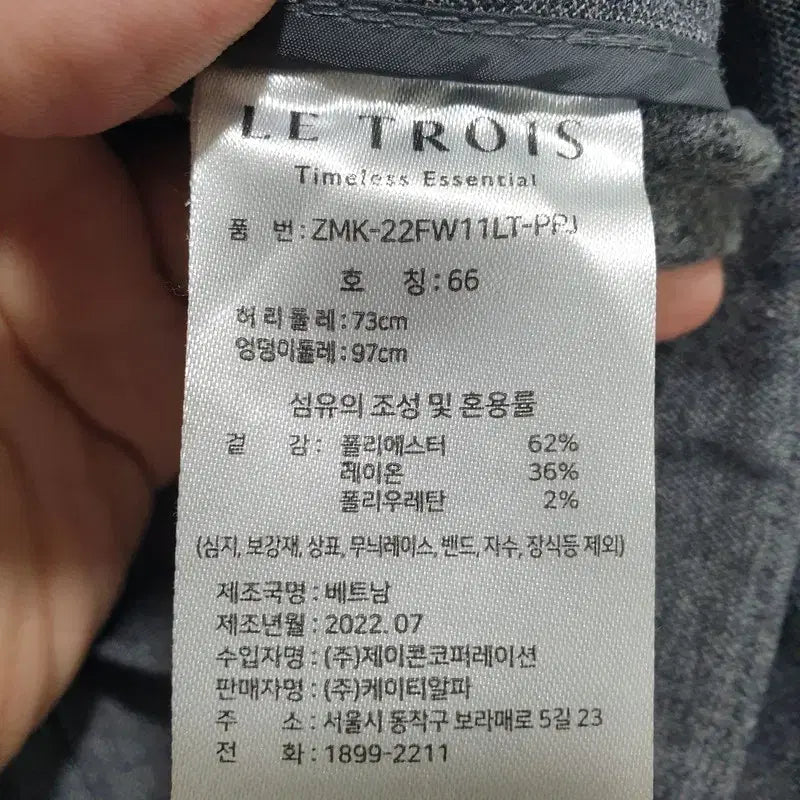 LE TROIS
Timeless Essential
품 번 : ZMK-22FW11LT-PPJ
호 칭 : 66
허리둘레 : 73cm
엉덩이둘레 : 97cm
섬유의 조성 및 혼용률
겉 감 : 폴리에스터 62%
레이온 36%
폴리우레탄 2%
(심지, 보강재, 상표, 무늬레이스, 밴드, 자수, 장식등 제외)
제조국명 : 베트남
제조년월 : 2022. 07
수입자명 : (주)제이콘코퍼레이션
판매자명 : (주)케이티알파
주 소 : 서울시 동작구 보라매로 5길 23
전 화 : 1899-2211